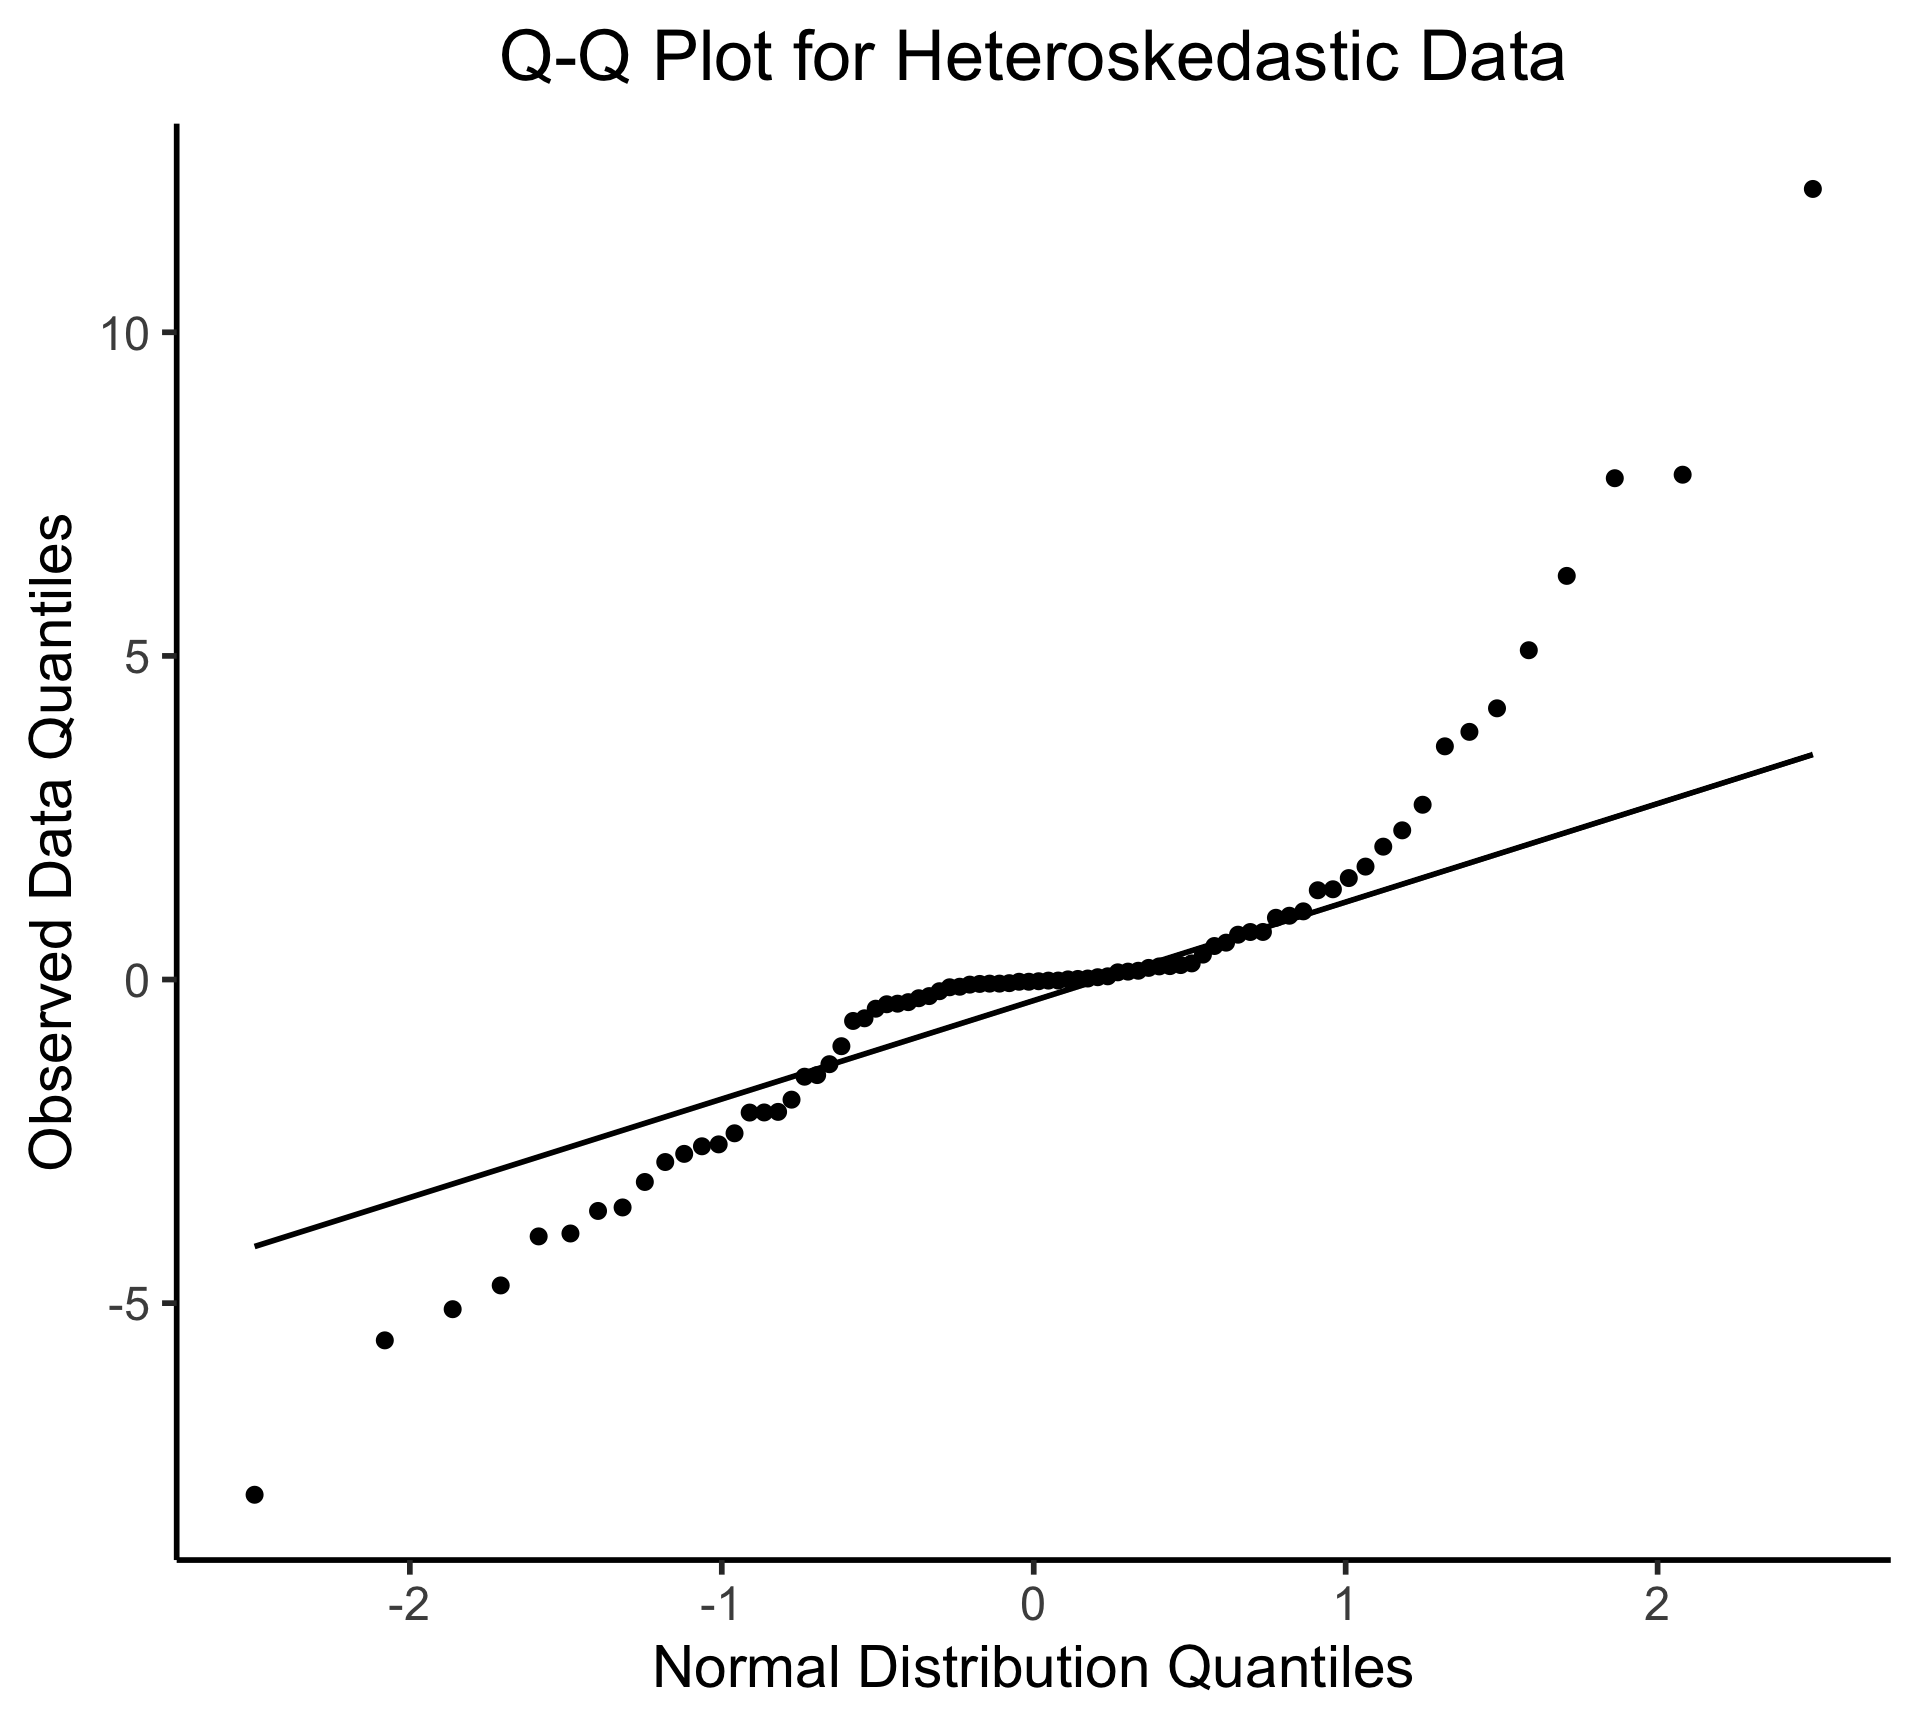 Q-Q Plot for Heteroskedastic Data
Observed Data Quantiles
10
5
0
-5
-2 -1 0 1 2
Normal Distribution Quantiles